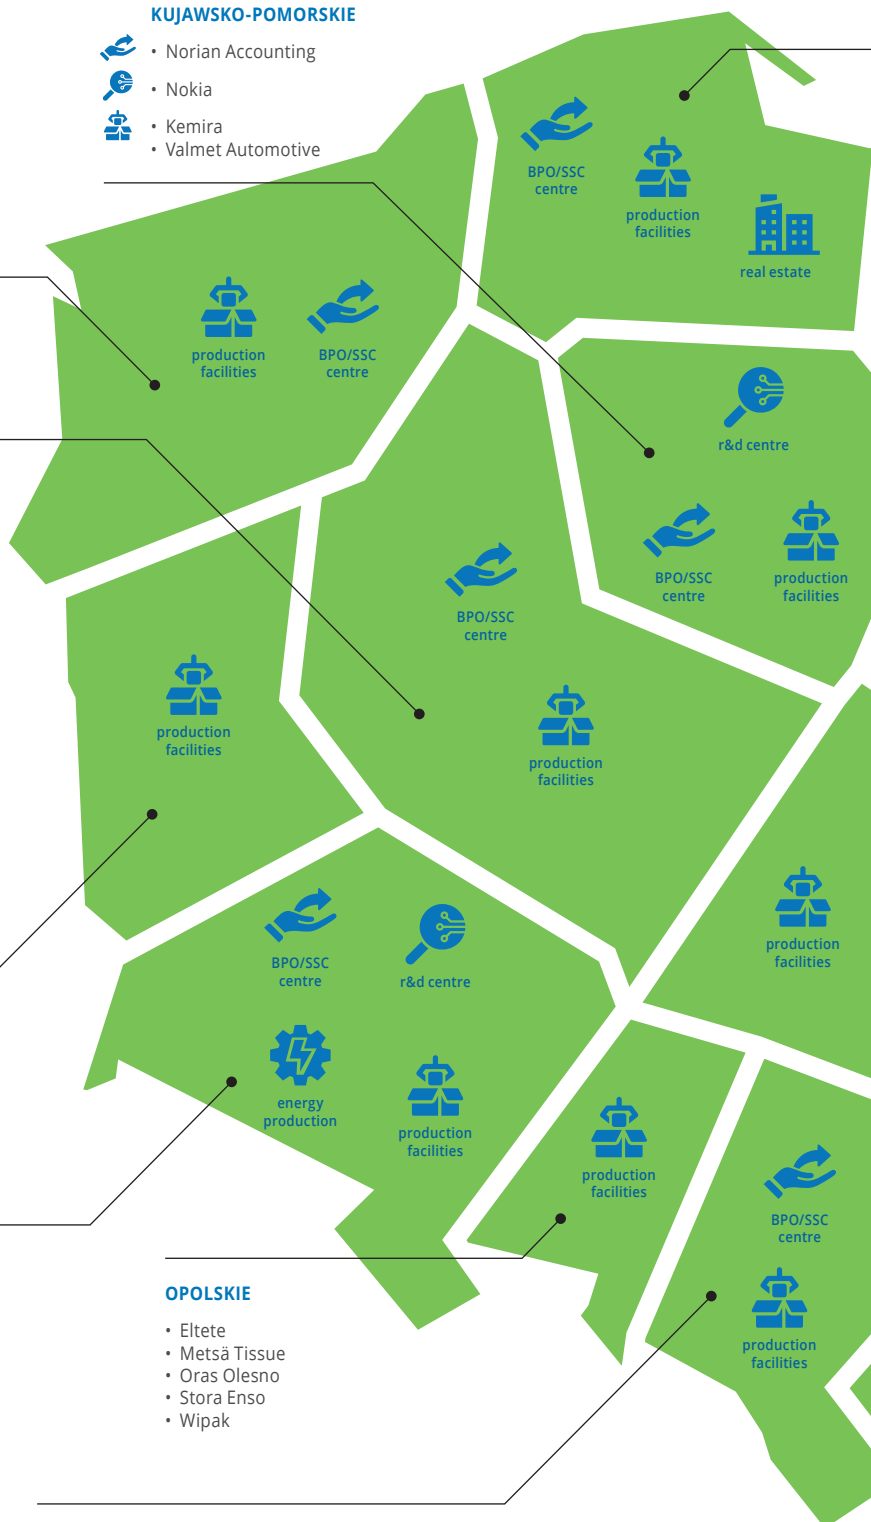 KUJAWSKO-POMORSKIE
• Norian Accounting
• Nokia
• Kemira
• Valmet Automotive
BPO/SSC
centre
production
facilities
real estate
production
facilities
BPO/SSC
centre
r&d centre
BPO/SSC
centre
production
facilities
BPO/SSC
centre
production
facilities
production
facilities
production
facilities
BPO/SSC
centre
r&d centre
energy
production
production
facilities
production
facilities
BPO/SSC
centre
production
facilities
OPOLSKIE
• Eltete
• Metsä Tissue
• Oras Olesno
• Stora Enso
• Wipak